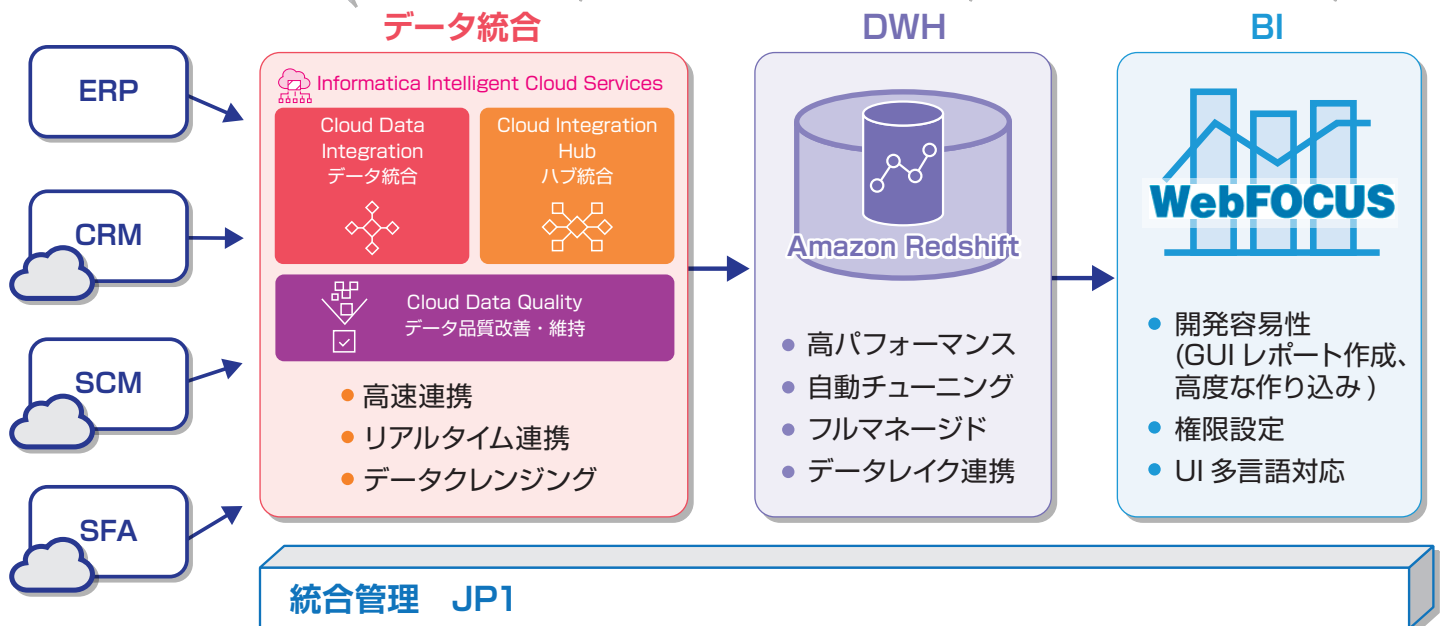 データ統合
DWH
BI
ERP
CRM
SCM
SFA
Informatica Intelligent Cloud Services
Cloud Data
Integration
データ統合
Cloud Integration
Hub
ハブ統合
Cloud Data Quality
データ品質改善・維持
• 高速連携
• リアルタイム連携
• データクレンジング
Amazon Redshift
• 高パフォーマンス
• 自動チューニング
• フルマネージド
• データレイク連携
WebFOCUS
• 開発容易性
(GUI レポート作成、
高度な作り込み)
• 権限設定
• UI 多言語対応
統合管理 JP1